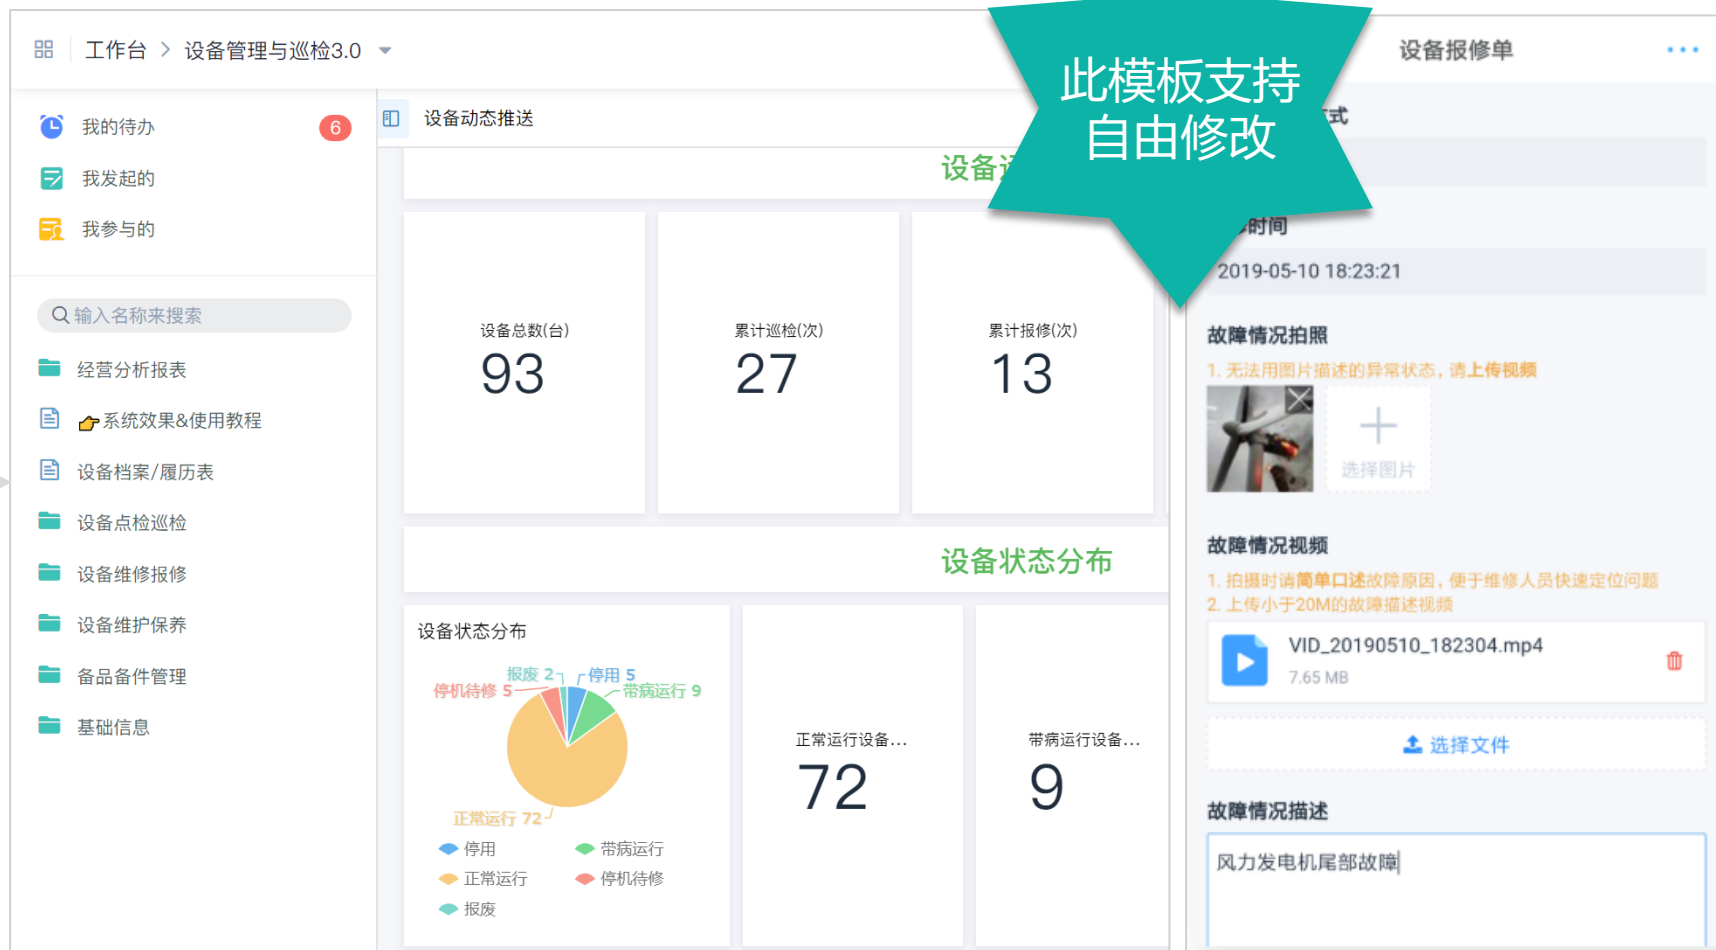 工作台 > 设备管理与巡检3.0
我的待办
6
我发起的
我参与的
输入名称来搜索
经营分析报表
👉系统效果&使用教程
设备档案/履历表
设备点检巡检
设备维修报修
设备维护保养
备品备件管理
基础信息
设备动态推送
设备
设备总数(台)
93
累计巡检(次)
27
累计报修(次)
13
设备状态分布
设备状态分布
报废 2
停用 5
停机待修 5
带病运行 9
正常运行 72
停用
带病运行
正常运行
停机待修
报废
正常运行设备...
72
带病运行设备...
9
此模板支持
自由修改
设备报修单
式
时间
2019-05-10 18:23:21
故障情况拍照
1. 无法用图片描述的异常状态，请上传视频
选择图片
故障情况视频
1. 拍摄时请简单口述故障原因，便于维修人员快速定位问题
2. 上传小于20M的故障描述视频
VID_20190510_182304.mp4
7.65 MB
选择文件
故障情况描述
风力发电机尾部故障